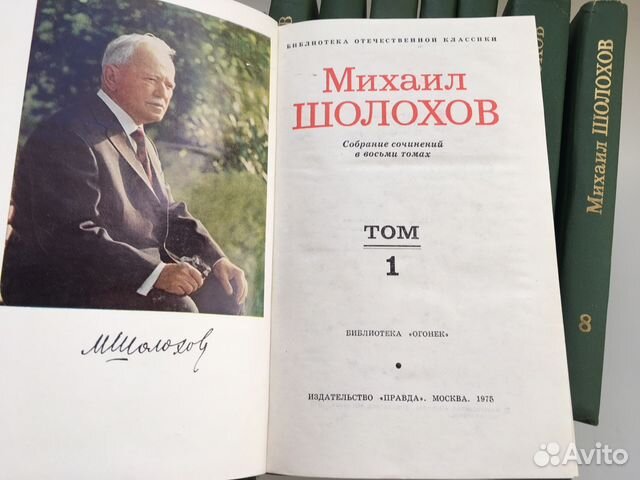 БИБЛИОТЕКА ОТЕЧЕСТВЕННОЙ КЛАССИКИ
Михаил
ШОЛОХОВ
Собрание сочинений
в восьми томах
ТОМ
1
БИБЛИОТЕКА «ОГОНЕК»
ИЗДАТЕЛЬСТВО «ПРАВДА». МОСКВА. 1975
МШолохов
ОВ
Михаил ШОЛОХОВ
8
Avito